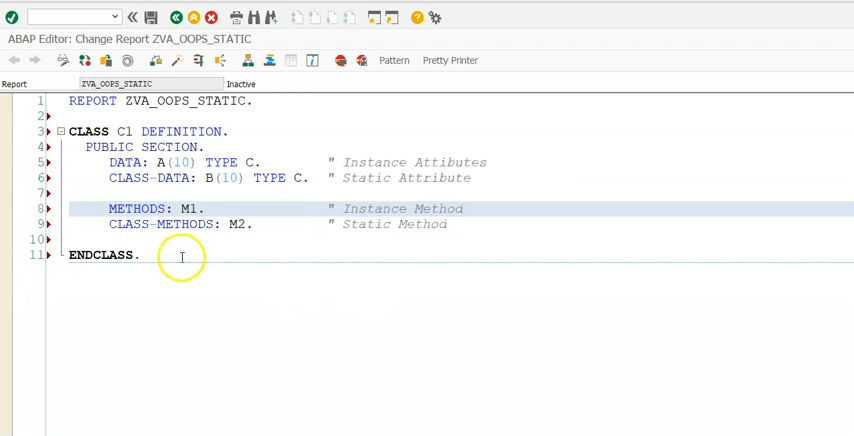 ABAP Editor: Change Report ZVA_OOPS_STATIC
Pattern Pretty Printer
Report ZVA_OOPS_STATIC Inactive
1 REPORT ZVA_OOPS_STATIC.
2
3 CLASS C1 DEFINITION.
4 PUBLIC SECTION.
5 DATA: A(10) TYPE C. " Instance Attibutes
6 CLASS-DATA: B(10) TYPE C. " Static Attribute
7
8 METHODS: M1. " Instance Method
9 CLASS-METHODS: M2. " Static Method
10
11 ENDCLASS.